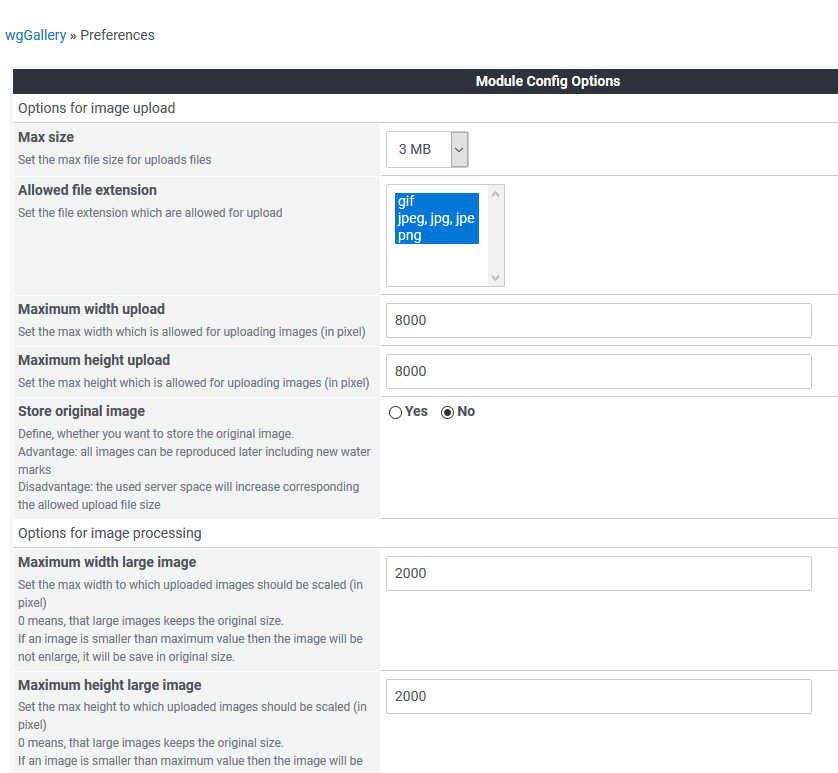 wgGallery » Preferences
Module Config Options
Options for image upload
Max size
Set the max file size for uploads files
3 MB
Allowed file extension
Set the file extension which are allowed for upload
gif
jpeg, jpg, jpe
png
Maximum width upload
Set the max width which is allowed for uploading images (in pixel)
8000
Maximum height upload
Set the max height which is allowed for uploading images (in pixel)
8000
Store original image
Define, whether you want to store the original image.
Advantage: all images can be reproduced later including new water
marks
Disadvantage: the used server space will increase corresponding
the allowed upload file size
Yes No
Options for image processing
Maximum width large image
Set the max width to which uploaded images should be scaled (in
pixel)
0 means, that large images keeps the original size.
If an image is smaller than maximum value then the image will be
not enlarge, it will be save in original size.
2000
Maximum height large image
Set the max height to which uploaded images should be scaled (in
pixel)
0 means, that large images keeps the original size.
If an image is smaller than maximum value then the image will be
2000